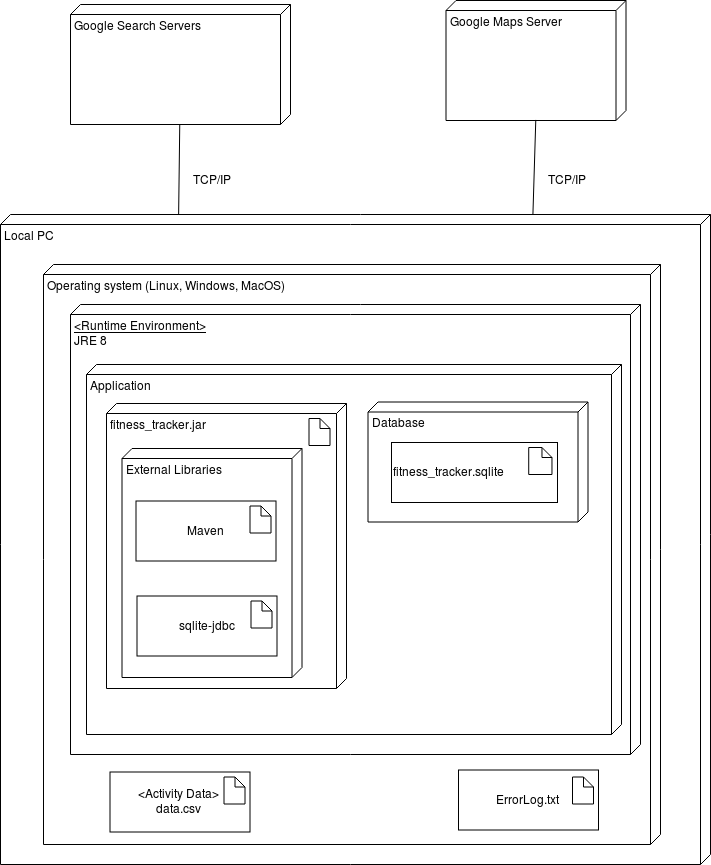 Google Search Servers
Google Maps Server
TCP/IP
TCP/IP
Local PC
Operating system (Linux, Windows, MacOS)
<Runtime Environment>
JRE 8
Application
fitness_tracker.jar
Database
fitness_tracker.sqlite
External Libraries
Maven
sqlite-jdbc
<Activity Data>
data.csv
ErrorLog.txt